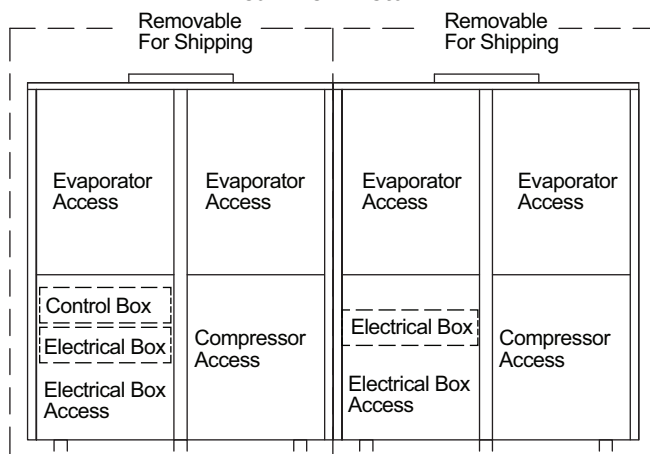 Removable
For Shipping
Removable
For Shipping
Evaporator
Access
Evaporator
Access
Evaporator
Access
Evaporator
Access
Control Box
Electrical Box
Electrical Box
Access
Compressor
Access
Electrical Box
Electrical Box
Access
Compressor
Access